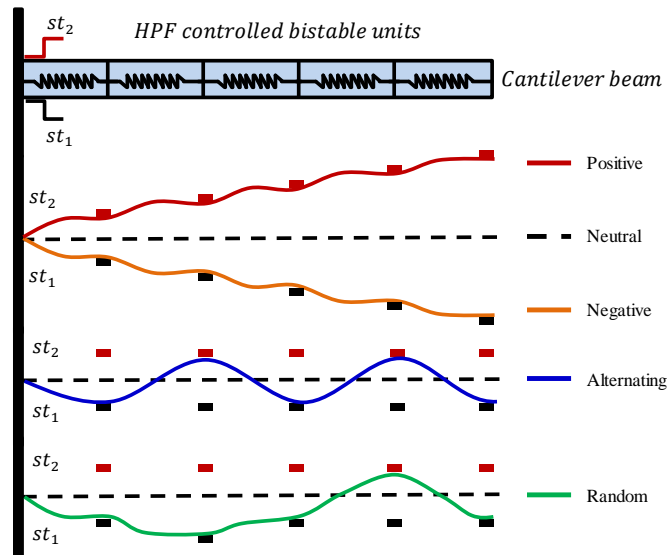 st₂
HPF controlled bistable units
Cantilever beam
st₁
st₂
Positive
Neutral
st₁
Negative
st₂
Alternating
st₁
st₂
Random
st₁